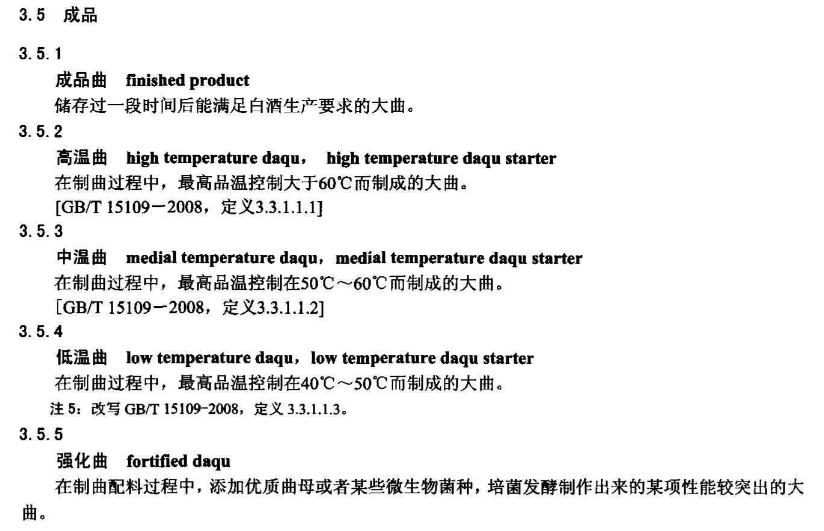 3.5 成品
3.5.1
成品曲 finished product
储存过一段时间后能满足白酒生产要求的大曲。
3.5.2
高温曲 high temperature daqu, high temperature daqu starter
在制曲过程中，最高品温控制大于60℃而制成的大曲。
[GB/T 15109－2008，定义3.3.1.1.1]
3.5.3
中温曲 medial temperature daqu，medial temperature daqu starter
在制曲过程中，最高品温控制在50℃～60℃而制成的大曲。
[GB/T 15109－2008，定义3.3.1.1.2]
3.5.4
低温曲 low temperature daqu，low temperature daqu starter
在制曲过程中，最高品温控制在40℃～50℃而制成的大曲。
注5：改写 GB/T 15109-2008，定义 3.3.1.1.3。
3.5.5
强化曲 fortified daqu
在制曲配料过程中，添加优质曲母或者某些微生物菌种，培菌发酵制作出来的某项性能较突出的大
曲。